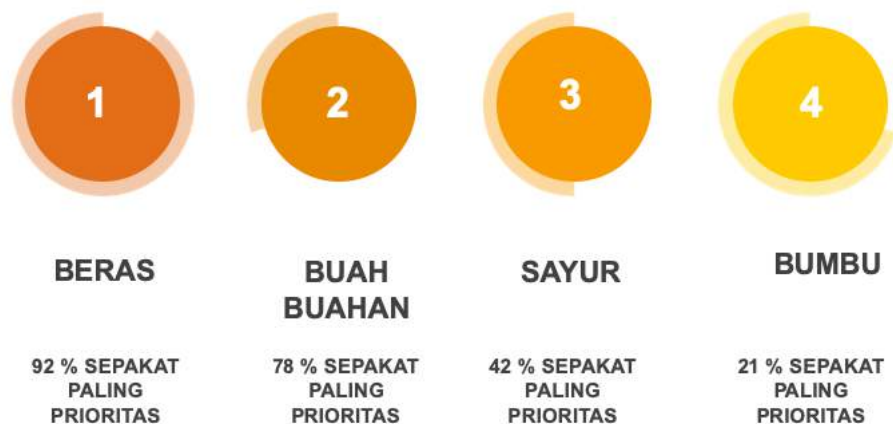 1
2
3
4
BERAS
BUAH
BUAHAN
SAYUR
BUMBU
92 % SEPAKAT
PALING
PRIORITAS
78 % SEPAKAT
PALING
PRIORITAS
42 % SEPAKAT
PALING
PRIORITAS
21 % SEPAKAT
PALING
PRIORITAS